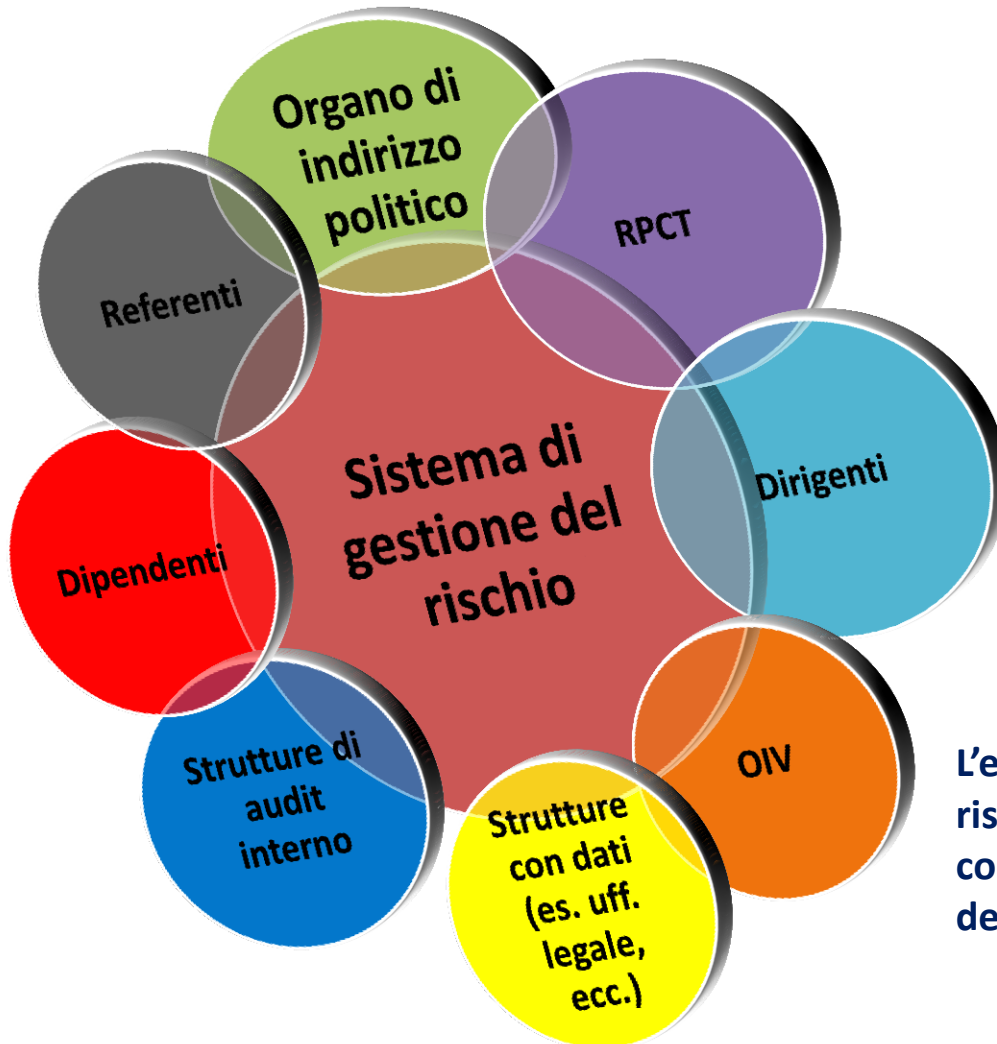 Organo di
indirizzo
politico
RPCT
Referenti
Sistema di
gestione del
rischio
Dirigenti
Dipendenti
OIV
Strutture di
audit
interno
Strutture
con dati
(es. uff.
legale,
ecc.)